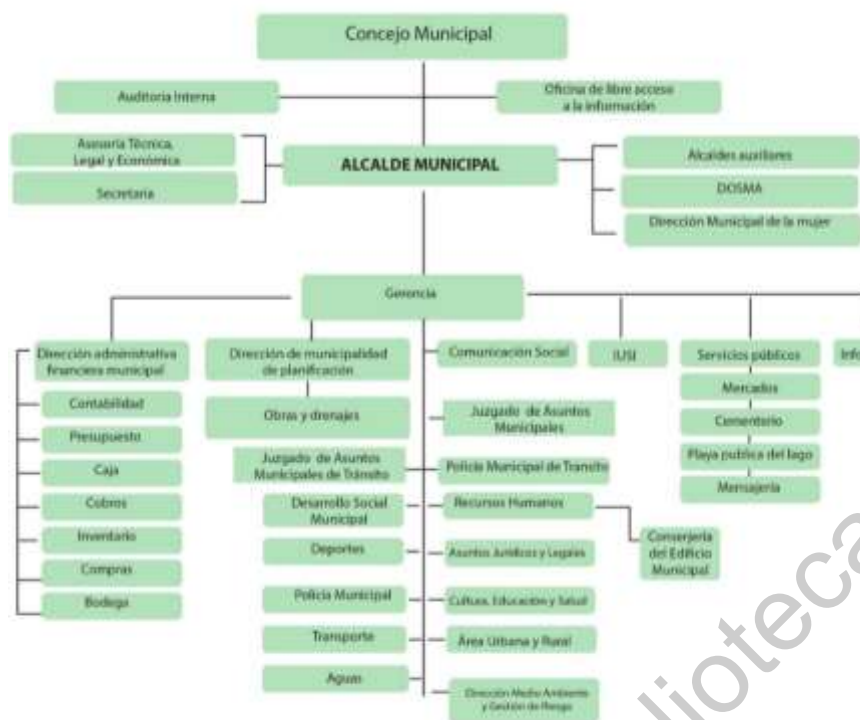 Concejo Municipal
Auditoria Interna
Oficina de libre acceso
a la información
Asesoría Técnica,
Legal y Económica
Secretaria
ALCALDE MUNICIPAL
Alcaldes auxiliares
DOSMA
Dirección Municipal de la mujer
Gerencia
Dirección administrativa
financiera municipal
Contabilidad
Presupuesto
Caja
Cobros
Inventario
Compras
Bodega
Dirección de municipalidad
de planificación
Obras y drenajes
Juzgado de Asuntos
Municipales de Tránsito
Desarrollo Social
Municipal
Deportes
Policía Municipal
Transporte
Aguas
Comunicación Social
Juzgado de Asuntos
Municipales
Policía Municipal de Transito
Recursos Humanos
Conserjería
del Edificio
Municipal
Asuntos Jurídicos y Legales
Cultura, Educación y Salud
Área Urbana y Rural
Dirección Medio Ambiente
y Gestión de Riesgo
IUSI
Servicios públicos
Mercados
Cementerio
Playa publica del lago
Mensajería
Info
blioteca